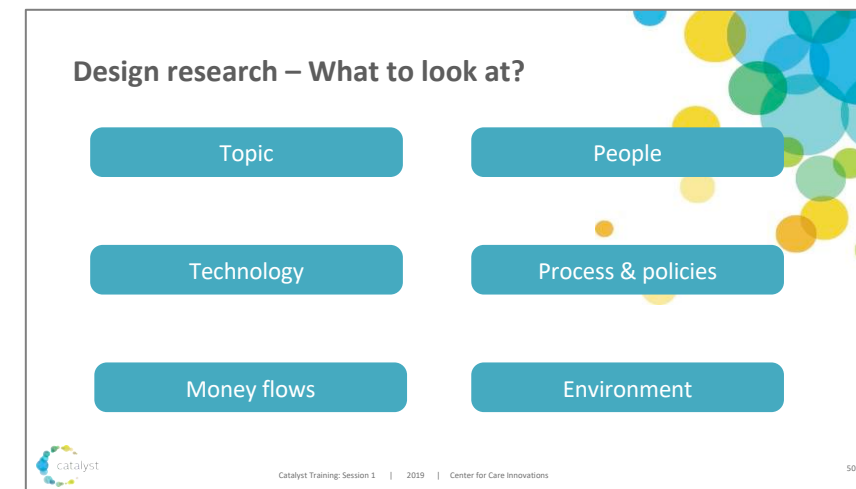 Design research – What to look at?
Topic
People
Technology
Process & policies
Money flows
Environment
catalyst
Catalyst Training: Session 1 | 2019 | Center for Care Innovations
50